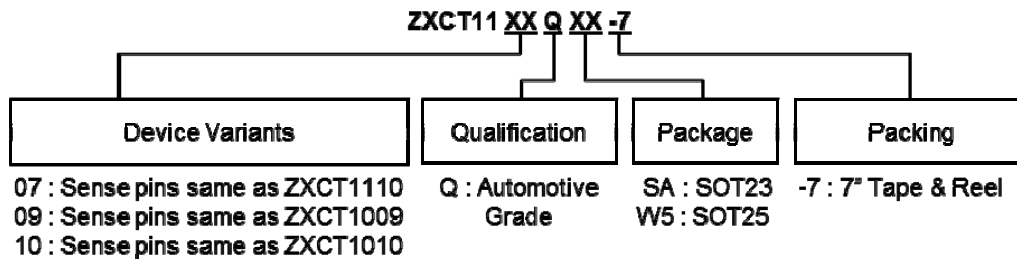 ZXCT11 XX Q XX -7
Device Variants
07 : Sense pins same as ZXCT1110
09 : Sense pins same as ZXCT1009
10 : Sense pins same as ZXCT1010
Qualification
Q : Automotive
Grade
Package
SA : SOT23
W5 : SOT25
Packing
-7 : 7" Tape & Reel